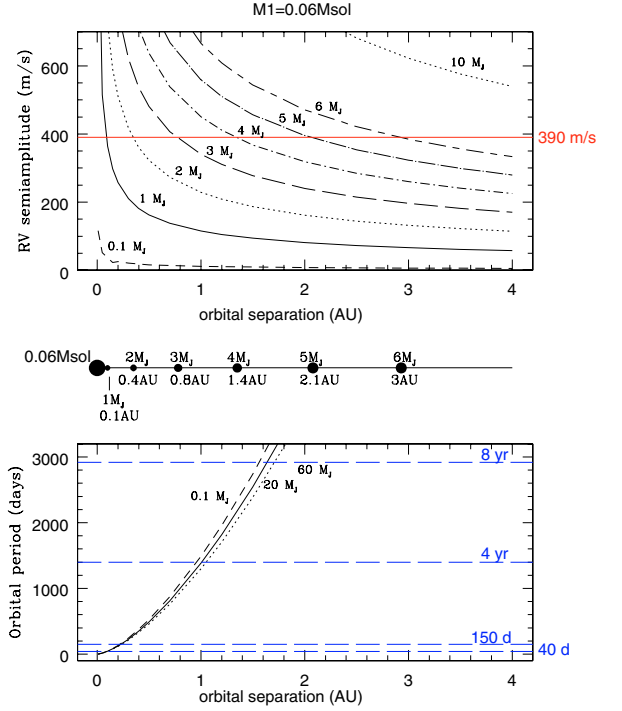 M1=0.06Msol
RV semiamplitude (m/s)
600
400
200
0
10 MJ
6 MJ
5 MJ
4 MJ
3 MJ
2 MJ
1 MJ
0.1 MJ
390 m/s
0 1 2 3 4
orbital separation (AU)
0.06Msol 2MJ 3MJ 4MJ 5MJ 6MJ
0.4AU 0.8AU 1.4AU 2.1AU 3AU
1MJ
0.1AU
Orbital period (days)
3000
2000
1000
0
8 yr
60 MJ
20 MJ
0.1 MJ
4 yr
150 d
40 d
0 1 2 3 4
orbital separation (AU)